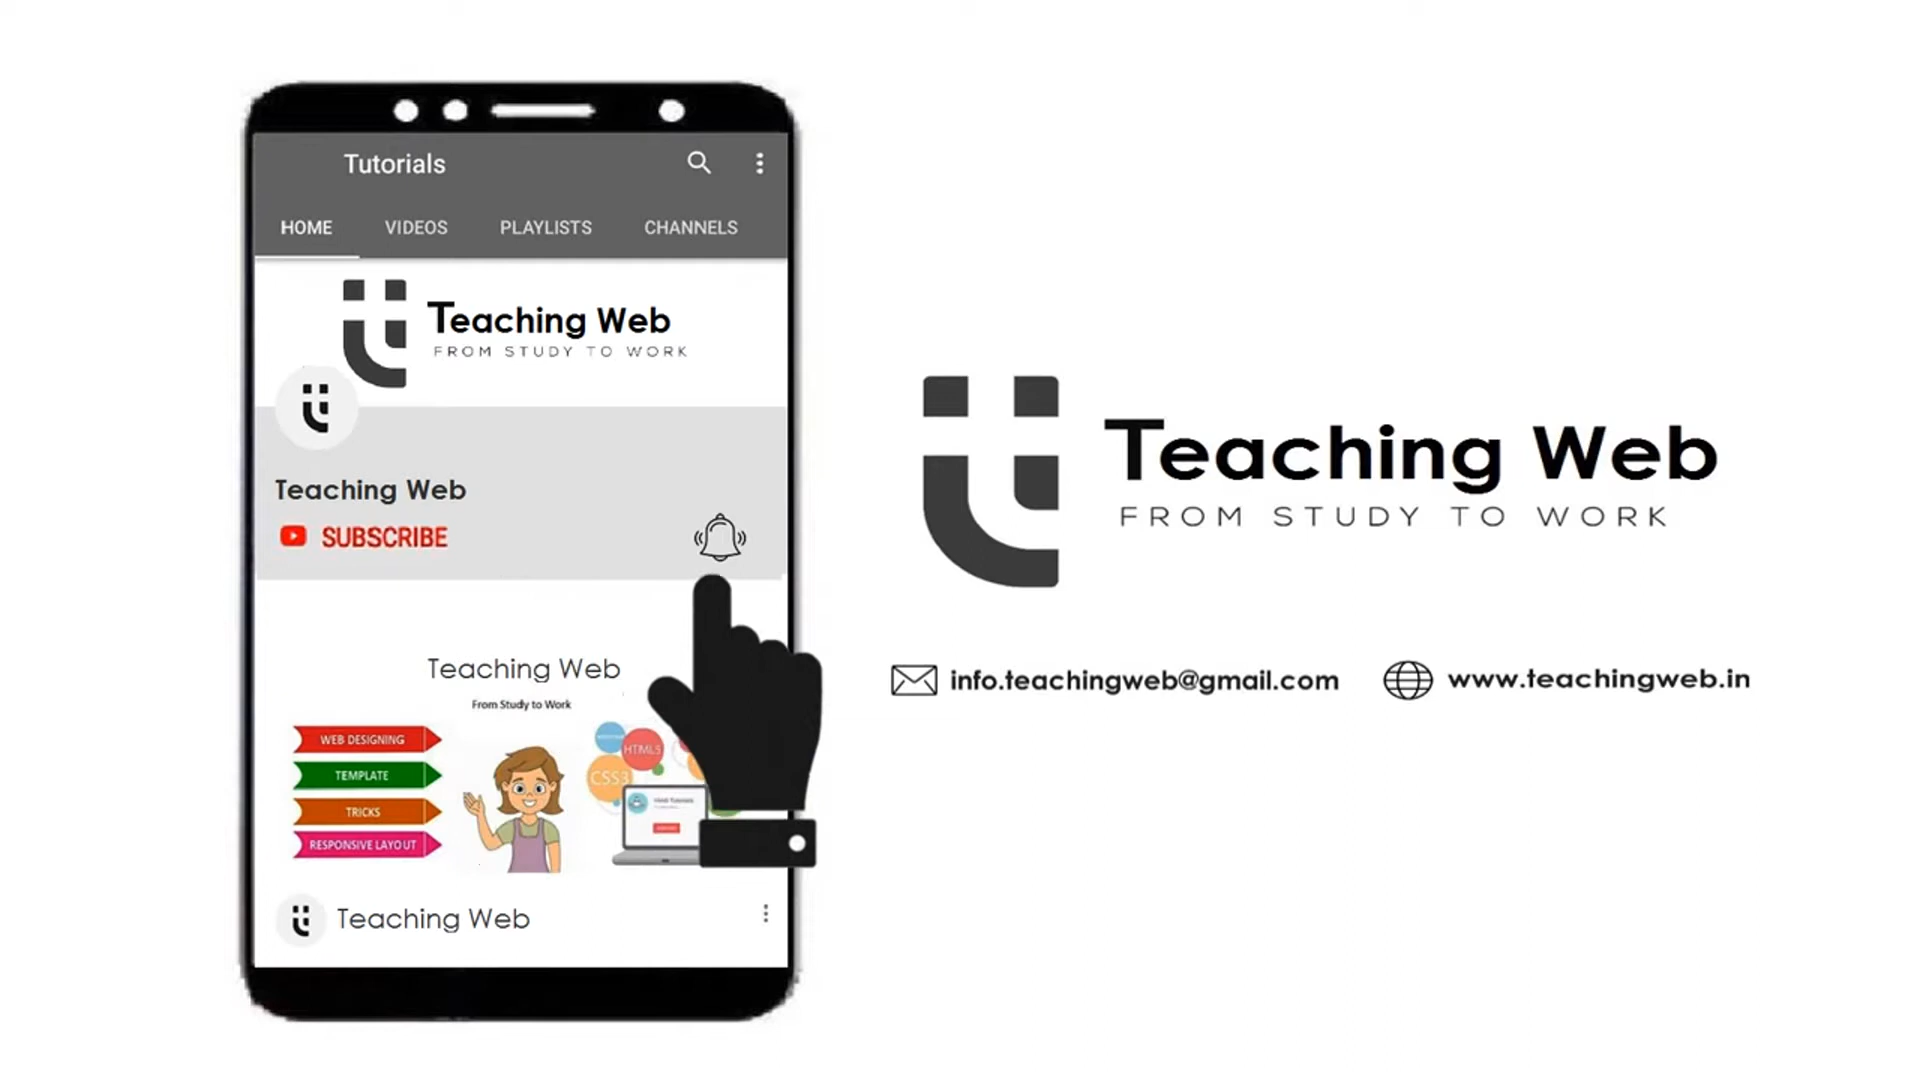 Tutorials
HOME VIDEOS PLAYLISTS CHANNELS
Teaching Web
FROM STUDY TO WORK
Teaching Web
SUBSCRIBE
Teaching Web
From Study to Work
WEB DESIGNING
TEMPLATE
TRICKS
RESPONSIVE LAYOUT
HTML5
CSS3
Teaching Web
Teaching Web
FROM STUDY TO WORK
info.teachingweb@gmail.com www.teachingweb.in